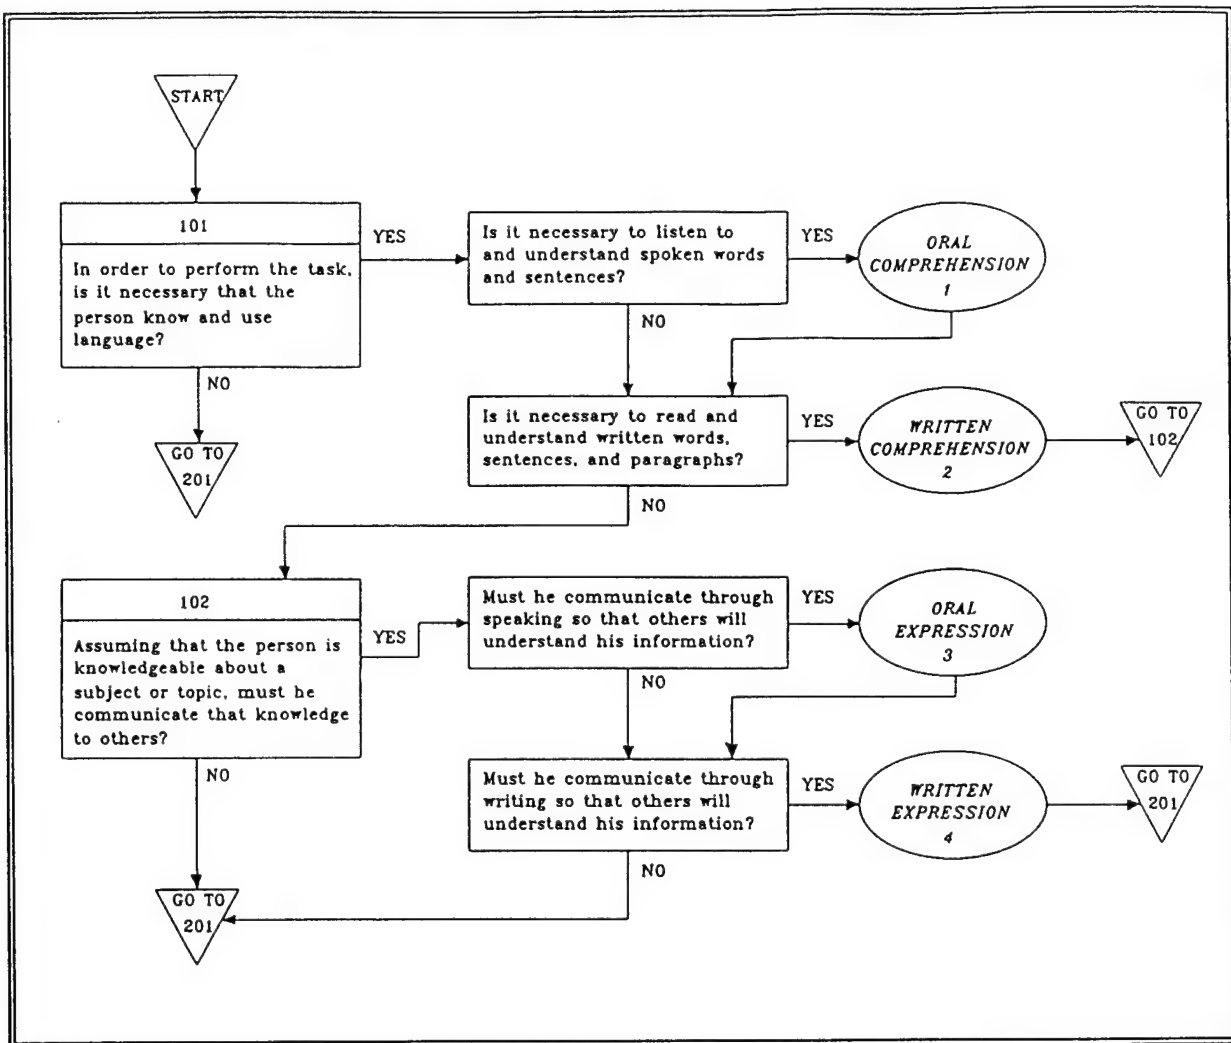 START
101
In order to perform the task,
is it necessary that the
person know and use
language?
YES
NO
GO TO
201
Is it necessary to listen to
and understand spoken words
and sentences?
YES
NO
ORAL
COMPREHENSION
1
Is it necessary to read and
understand written words,
sentences, and paragraphs?
YES
NO
WRITTEN
COMPREHENSION
2
GO TO
102
102
Assuming that the person is
knowledgeable about a
subject or topic, must he
communicate that knowledge
to others?
YES
NO
Must he communicate through
speaking so that others will
understand his information?
YES
NO
ORAL
EXPRESSION
3
Must he communicate through
writing so that others will
understand his information?
YES
NO
WRITTEN
EXPRESSION
4
GO TO
201
GO TO
201